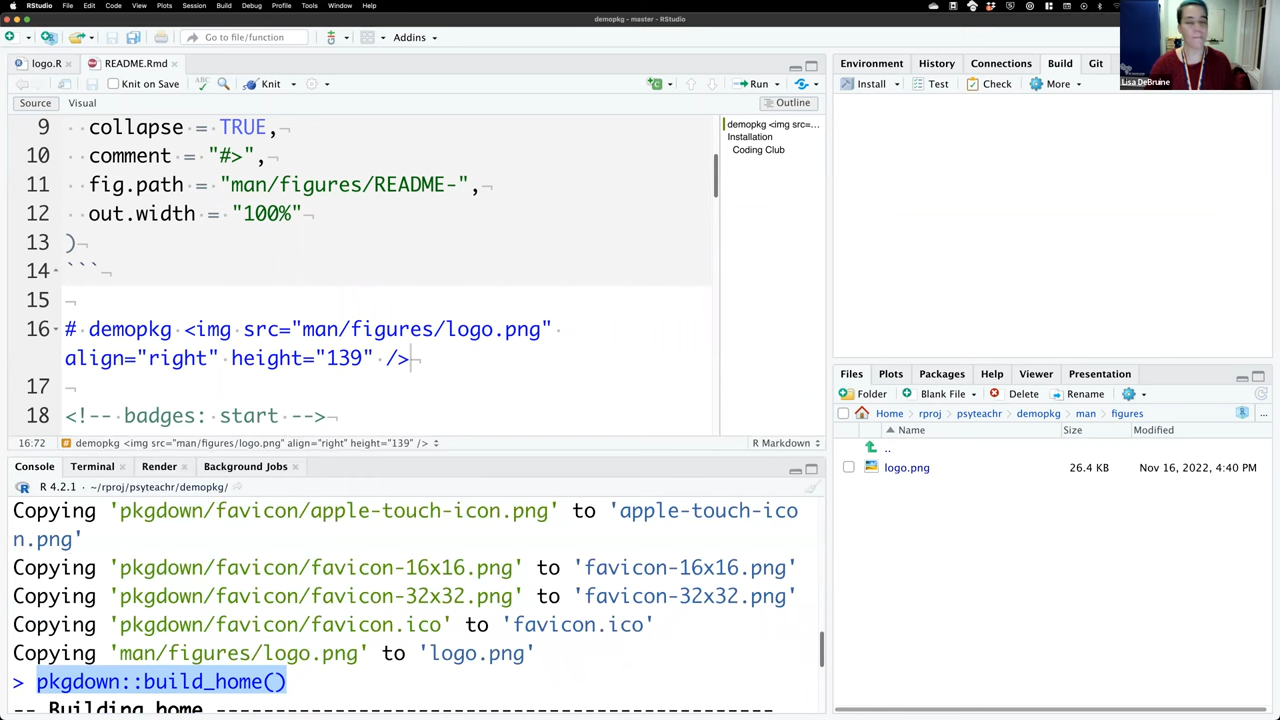 RStudio File Edit Code View Plots Session Build Debug Profile Tools Window Help
demopkg - master - RStudio
Go to file/function
Addins
logo.R
README.Rmd
Knit on Save
Knit
Run
Source
Visual
Outline
9 collapse = TRUE,
10 comment = "#>",
11 fig.path = "man/figures/README-",
12 out.width = "100%"
13 )
14 ```
15
16 # demopkg <img src="man/figures/logo.png"
align="right" height="139" />
17
18 <!-- badges: start -->
demopkg <img src=...
Installation
Coding Club
16:72
demopkg <img src="man/figures/logo.png" align="right" height="139" />
R Markdown
Console
Terminal
Render
Background Jobs
R 4.2.1 · ~/rproj/psyteachr/demopkg/
Copying 'pkgdown/favicon/apple-touch-icon.png' to 'apple-touch-ico
n.png'
Copying 'pkgdown/favicon/favicon-16x16.png' to 'favicon-16x16.png'
Copying 'pkgdown/favicon/favicon-32x32.png' to 'favicon-32x32.png'
Copying 'pkgdown/favicon/favicon.ico' to 'favicon.ico'
Copying 'man/figures/logo.png' to 'logo.png'
> pkgdown::build_home()
-- Building home -----------------------------------------------
Environment
History
Connections
Build
Git
Install
Test
Check
More
Lisa DeBruine
Files
Plots
Packages
Help
Viewer
Presentation
Folder
Blank File
Delete
Rename
Home
rproj
psyteachr
demopkg
man
figures
...
Name
Size
Modified
..
logo.png
26.4 KB
Nov 16, 2022, 4:40 PM